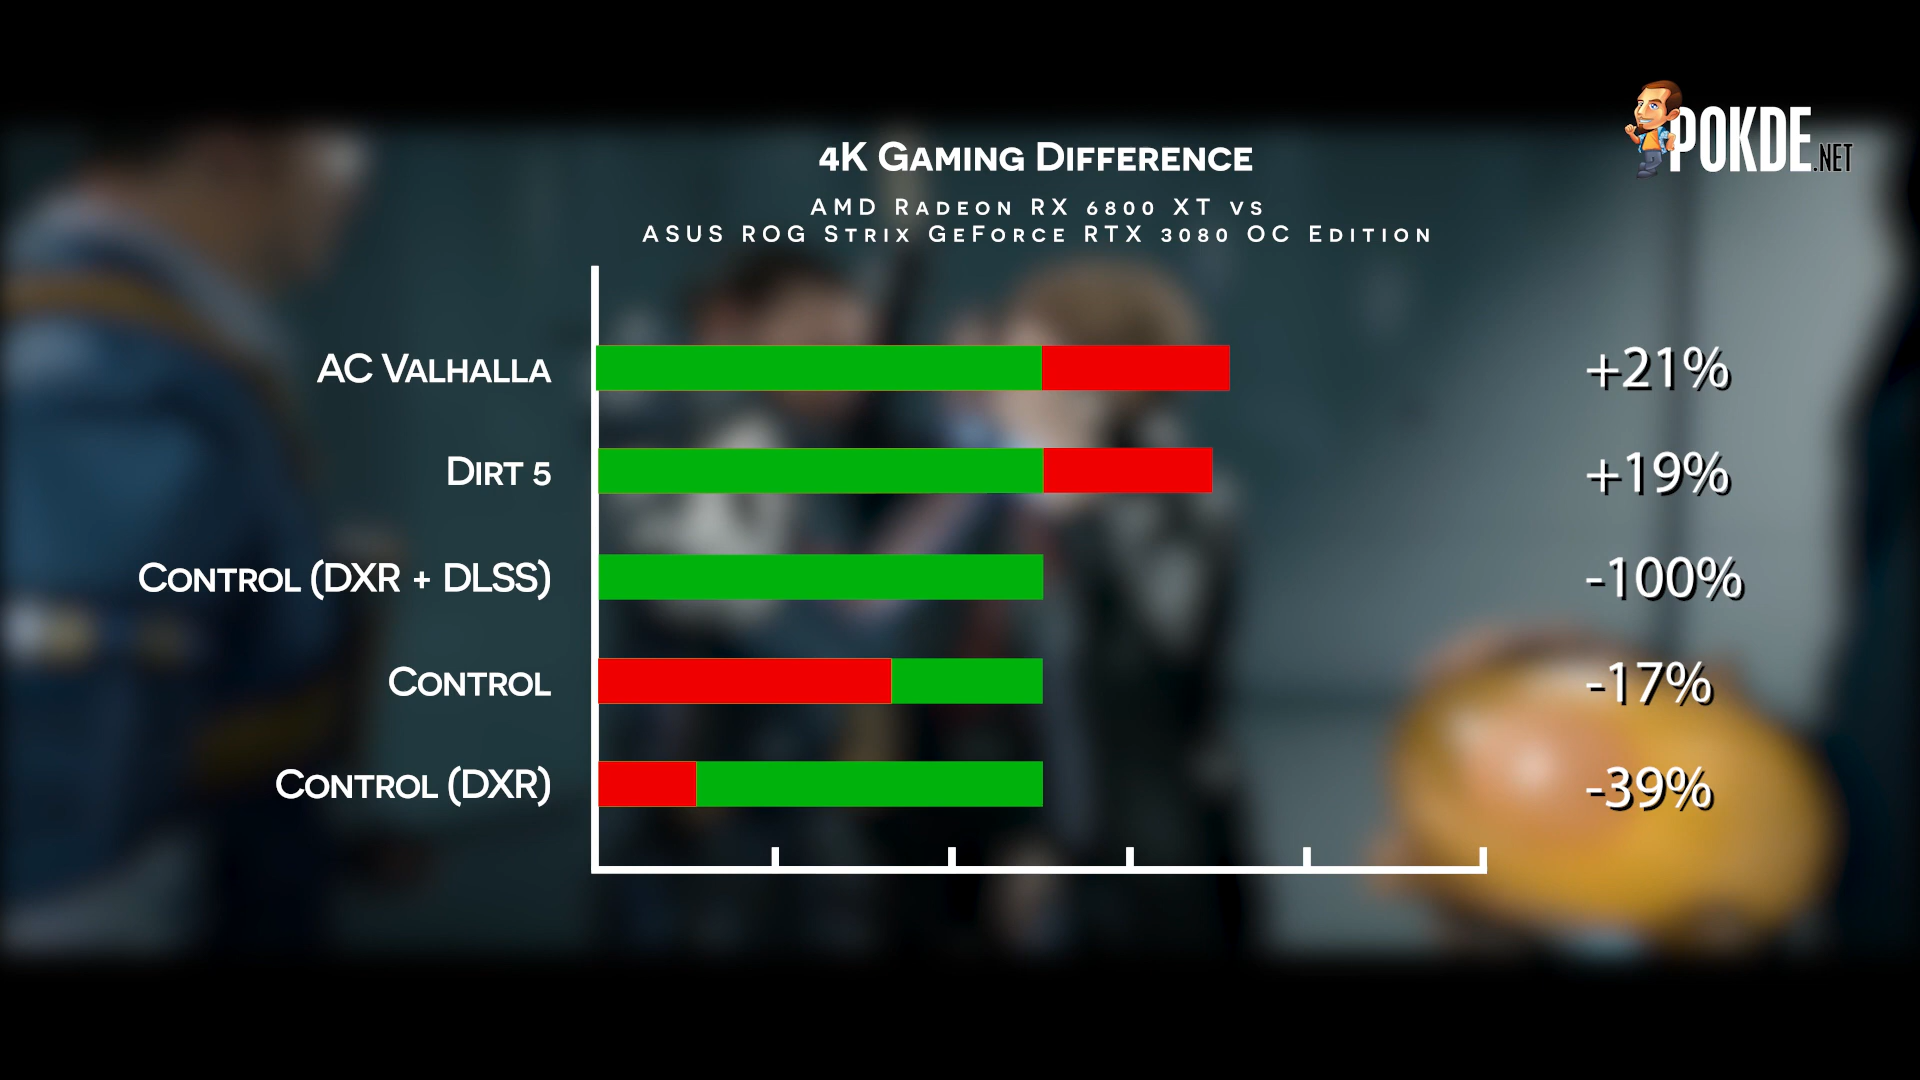 POKDE.NET
4K Gaming Difference
AMD Radeon RX 6800 XT vs
ASUS ROG Strix GeForce RTX 3080 OC Edition
AC Valhalla +21%
Dirt 5 +19%
Control (DXR + DLSS) -100%
Control -17%
Control (DXR) -39%